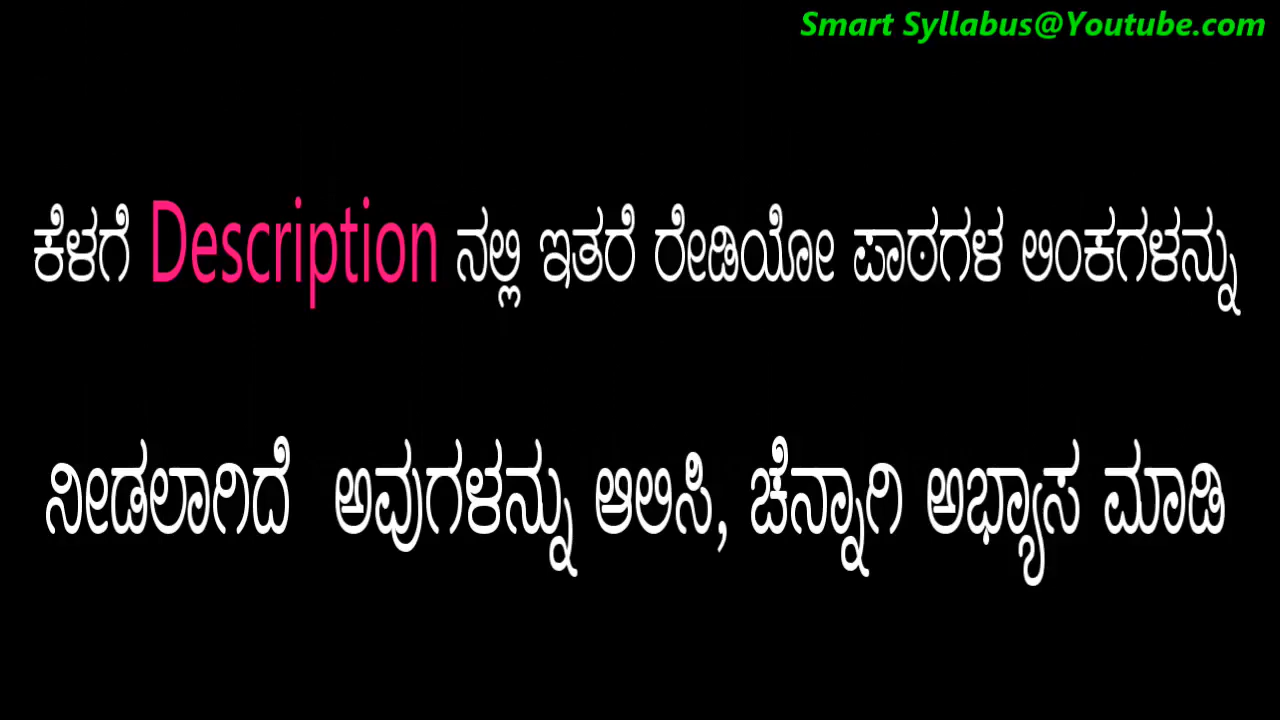 Smart Syllabus@Youtube.com
ಕೆಳಗೆ Description ನಲ್ಲಿ ಇತರೆ ರೇಡಿಯೋ ಪಾಠಗಳ ಲಿಂಕಗಳನ್ನು
ನೀಡಲಾಗಿದೆ ಅವುಗಳನ್ನು ಆಲಿಸಿ, ಚೆನ್ನಾಗಿ ಅಭ್ಯಾಸ ಮಾಡಿ